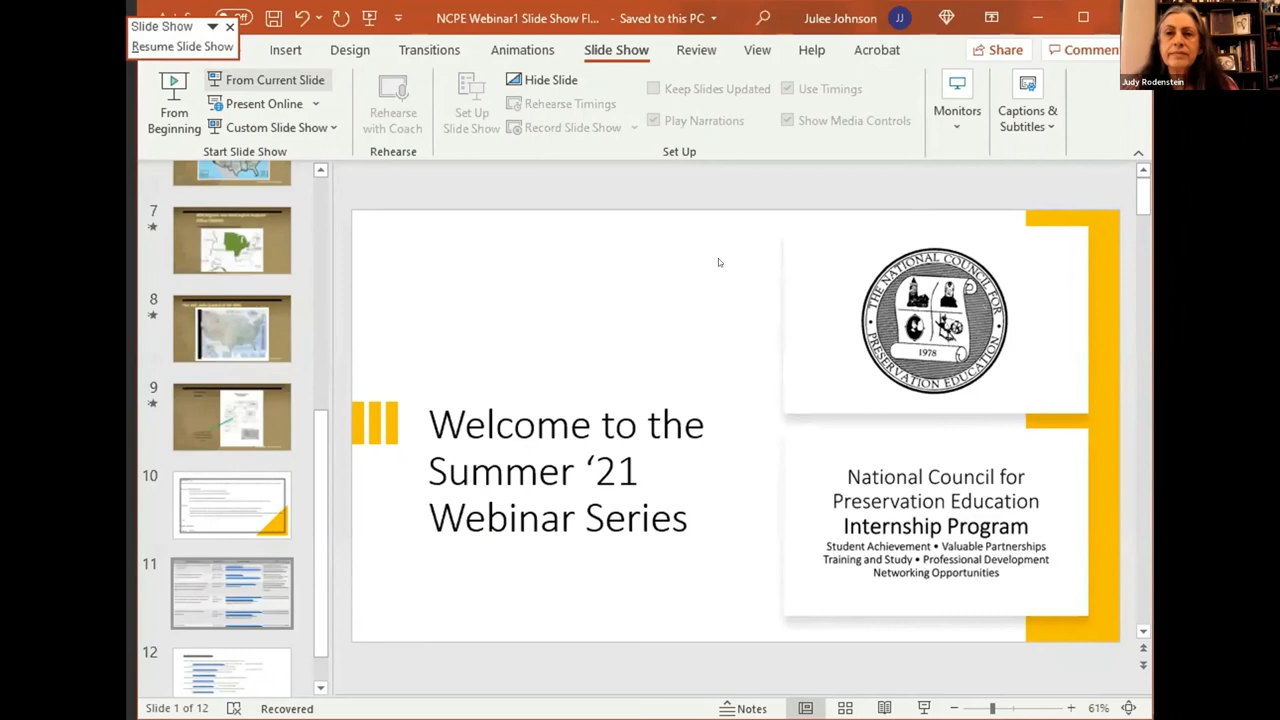 Slide Show
Resume Slide Show
Off
NCPE Webinar1 Slide Show Fl... - Saved to this PC
Julee Johnson
JJ
Judy Rodenstein
Insert
Design
Transitions
Animations
Slide Show
Review
View
Help
Acrobat
Share
Commen
From Beginning
From Current Slide
Present Online
Custom Slide Show
Start Slide Show
Rehearse with Coach
Rehearse
Set Up Slide Show
Hide Slide
Rehearse Timings
Record Slide Show
Keep Slides Updated
Play Narrations
Use Timings
Show Media Controls
Set Up
Monitors
Captions & Subtitles
7
8
9
10
11
12
THE NATIONAL COUNCIL FOR
PRESERVATION EDUCATION
1978
Welcome to the
Summer ‘21
Webinar Series
National Council for
Preservation Education
Internship Program
Student Achievement • Valuable Partnerships
Training and Study • Professional Development
Networking Opportunities
Slide 1 of 12
Recovered
Notes
61%